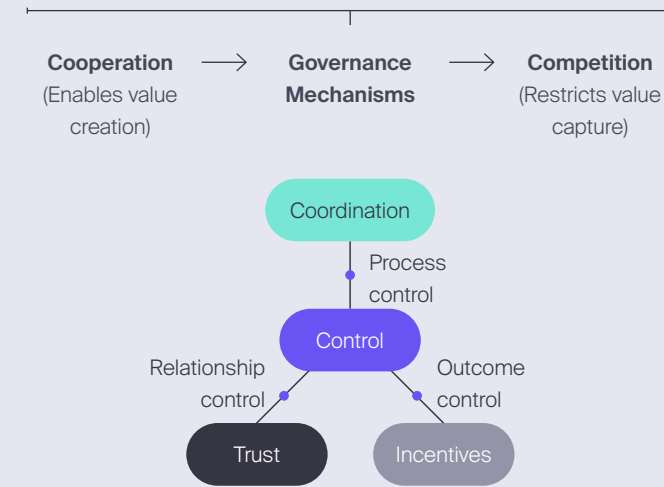 Cooperation
(Enables value
creation)
Governance
Mechanisms
Competition
(Restricts value
capture)
Coordination
Process
control
Control
Relationship
control
Outcome
control
Trust
Incentives